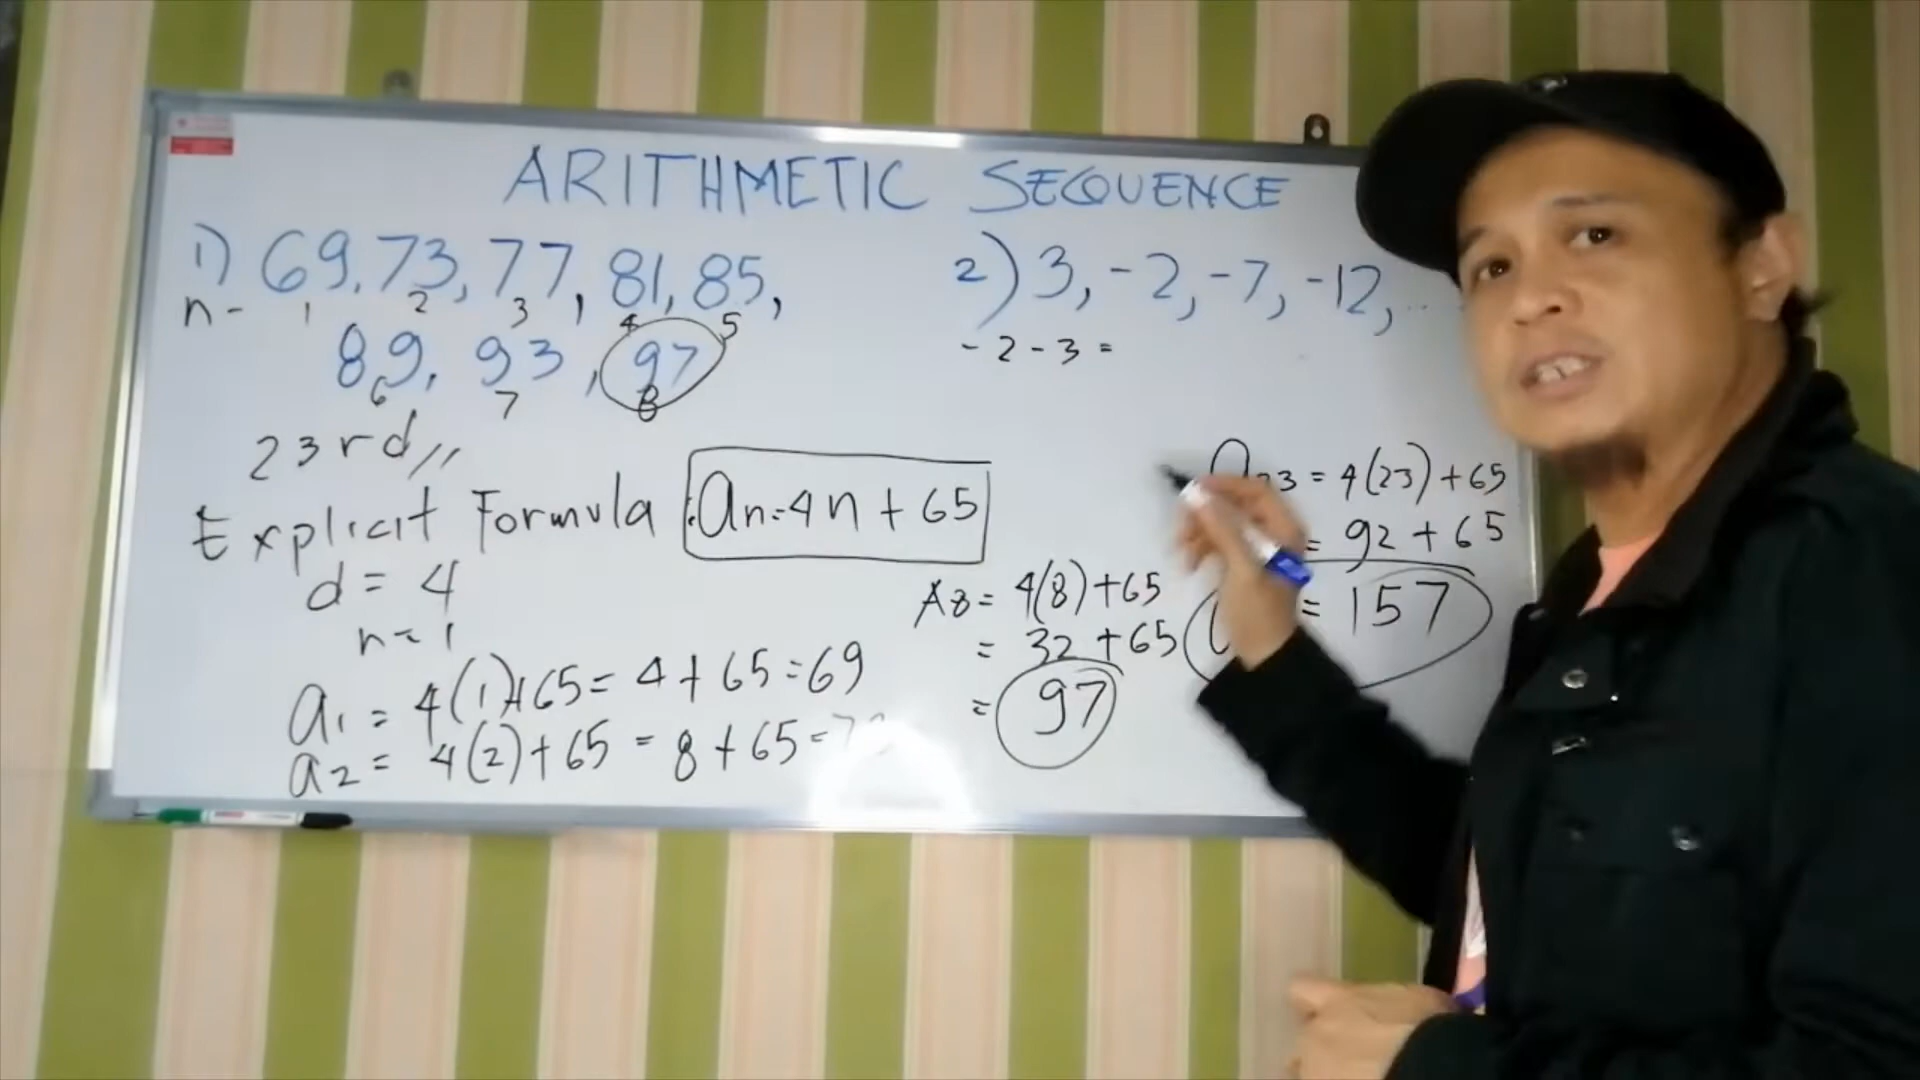 ARITHMETIC SEQUENCE
1) 69, 73, 77, 81, 85,
n- 1 2 3 4 5
89, 93, 97
6 7 8
23rd,,
Explicit Formula : an=4n+65
d = 4
n=1
a1 = 4(1)+65= 4+65=69
a2 = 4(2)+65 = 8+65=
2) 3, -2, -7, -12, ..
-2-3=
A8= 4(8)+65
= 32+65
= 97
3 = 4(23)+65
= 92+65
= 157